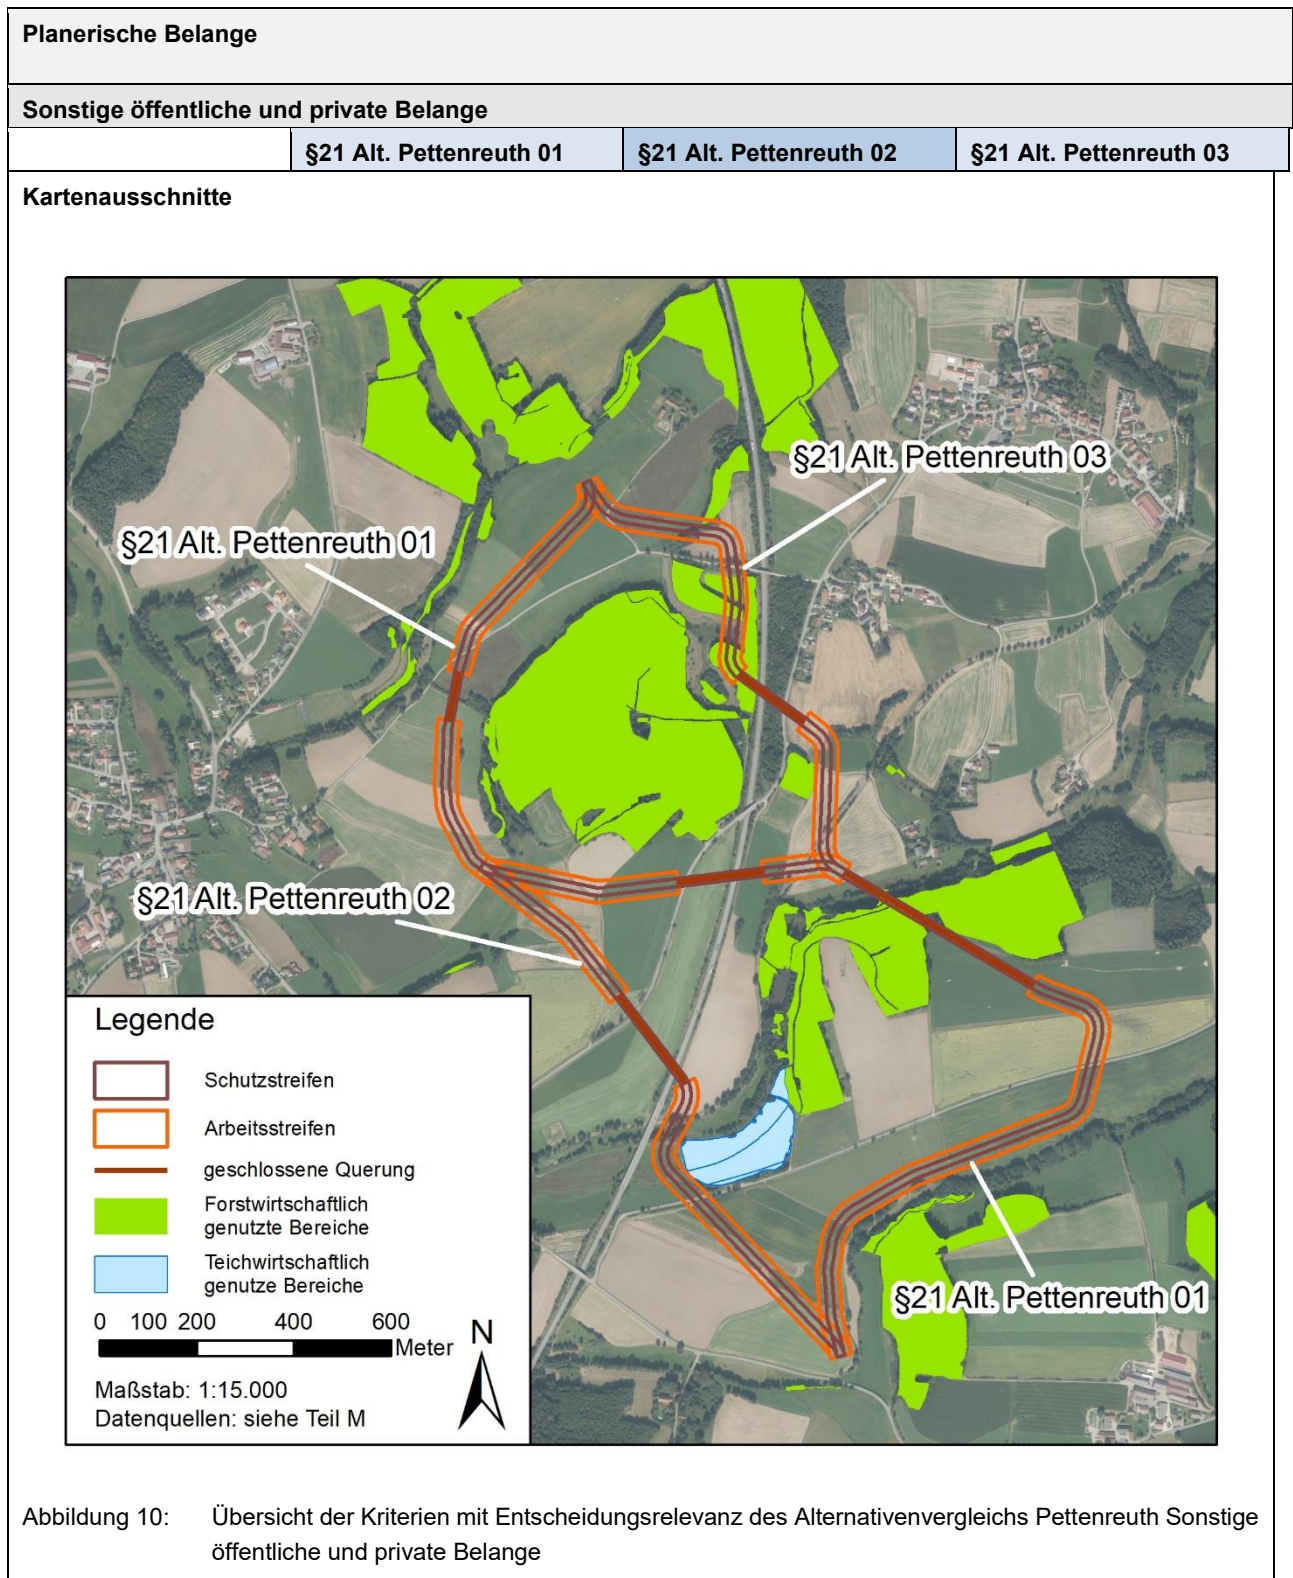 Planerische Belange
Sonstige öffentliche und private Belange
§21 Alt. Pettenreuth 01
§21 Alt. Pettenreuth 02
§21 Alt. Pettenreuth 03
Kartenausschnitte
§21 Alt. Pettenreuth 03
§21 Alt. Pettenreuth 01
§21 Alt. Pettenreuth 02
§21 Alt. Pettenreuth 01
Legende
Schutzstreifen
Arbeitsstreifen
geschlossene Querung
Forstwirtschaftlich
genutzte Bereiche
Teichwirtschaftlich
genutze Bereiche
0 100 200 400 600
Meter
N
Maßstab: 1:15.000
Datenquellen: siehe Teil M
Abbildung 10: Übersicht der Kriterien mit Entscheidungsrelevanz des Alternativenvergleichs Pettenreuth Sonstige
öffentliche und private Belange